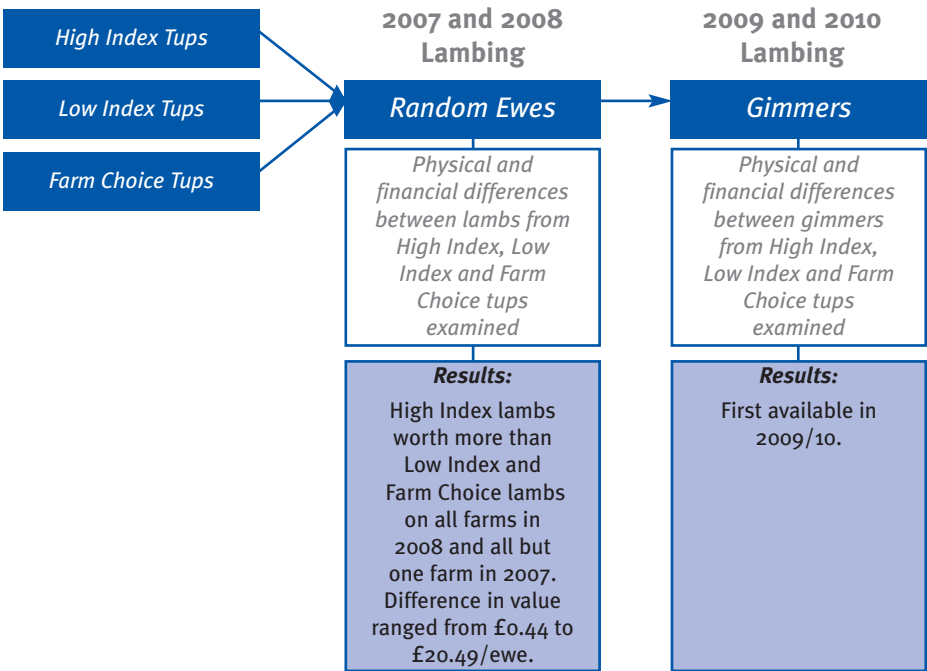 High Index Tups
Low Index Tups
Farm Choice Tups
2007 and 2008
Lambing
Random Ewes
Physical and
financial differences
between lambs from
High Index, Low
Index and Farm
Choice tups
examined
Results:
High Index lambs
worth more than
Low Index and
Farm Choice lambs
on all farms in
2008 and all but
one farm in 2007.
Difference in value
ranged from £0.44 to
£20.49/ewe.
2009 and 2010
Lambing
Gimmers
Physical and
financial differences
between gimmers
from High Index,
Low Index and Farm
Choice tups
examined
Results:
First available in
2009/10.